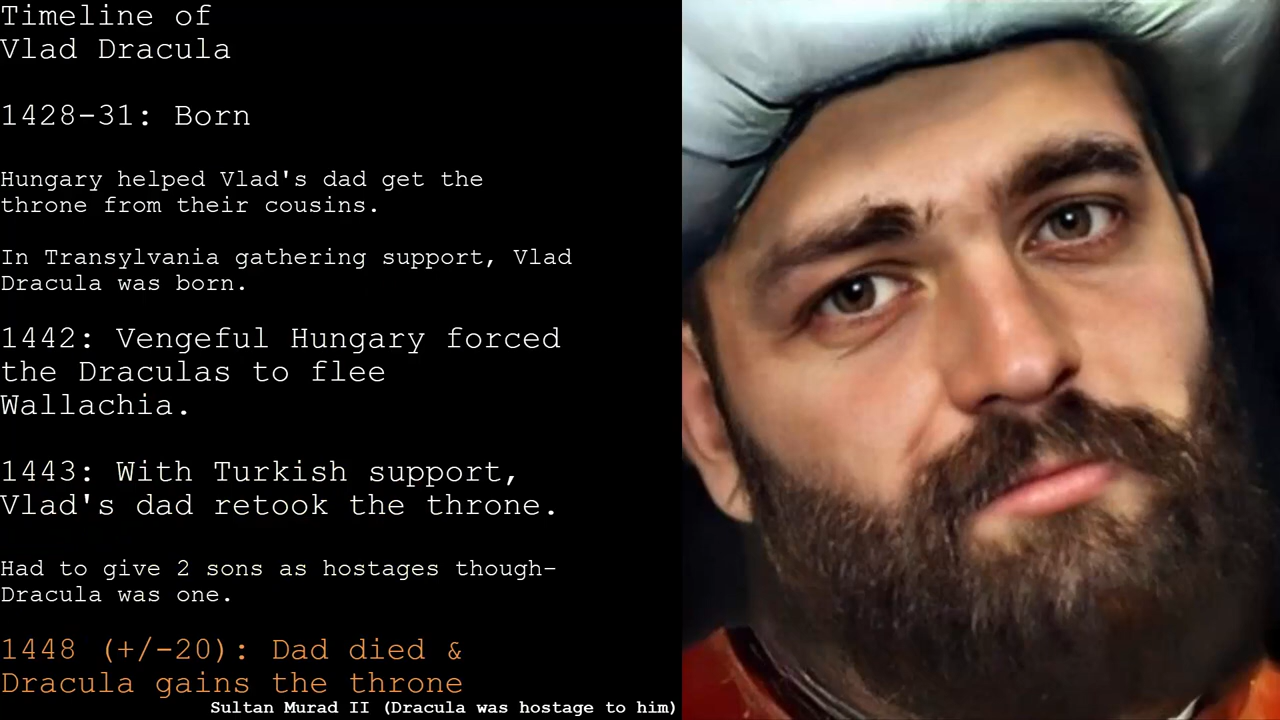 Timeline of
Vlad Dracula
1428-31: Born
Hungary helped Vlad's dad get the
throne from their cousins.
In Transylvania gathering support, Vlad
Dracula was born.
1442: Vengeful Hungary forced
the Draculas to flee
Wallachia.
1443: With Turkish support,
Vlad's dad retook the throne.
Had to give 2 sons as hostages though-
Dracula was one.
1448 (+/-20): Dad died &
Dracula gains the throne
Sultan Murad II (Dracula was hostage to him)